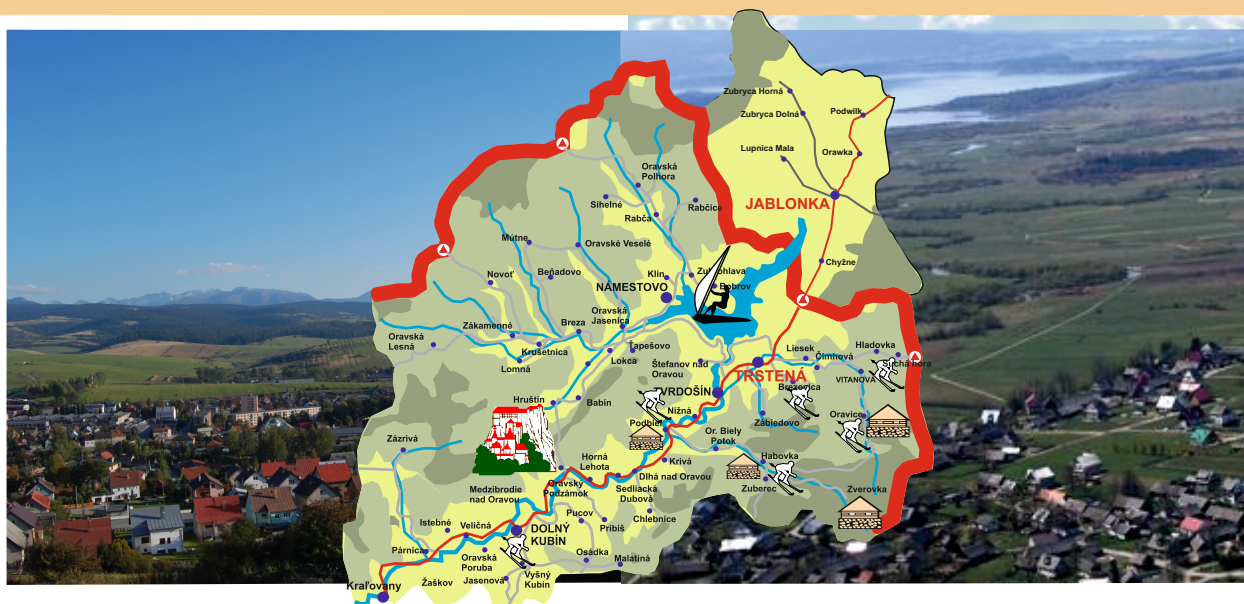 Zubryca Horná
Zubryca Dolná
Podwilk
Lupnica Mala
Orawka
Oravská
Polhora
Sihelné
Rabča
Rabčice
JABLONKA
Mútne
Oravské Veselé
Chyžne
Novoť
Beňadovo
Klin
NÁMESTOVO
Bobrov
Oravská
Jasenica
Zákamenné
Breza
Oravská
Lesná
Krušetnica
Lomná
Ťapešovo
Lokca
Štefanov nad
Oravou
Liesek
Čimhová
Hladovka
Suchá hora
TRSTENÁ
VITANOVÁ
TVRDOŠÍN
Brezovica
Hruštín
Babín
Nižná
Podbiel
Zábiedovo
Oravice
Or. Biely
Potok
Zázrivá
Horná
Lehota
Krivá
Habovka
Oravský
Podzámok
Dlhá nad Oravou
Medzibrodie
nad Oravou
Sedliacka
Dubová
Zuberec
Zverovka
Pucov
Chlebnice
Istebné
Veličná
DOLNÝ
KUBÍN
Pribiš
Párnica
Oravská
Poruba
Osádka
Malatiná
Žaškov
Jasenová
Vyšný
Kubín
Kraľovany